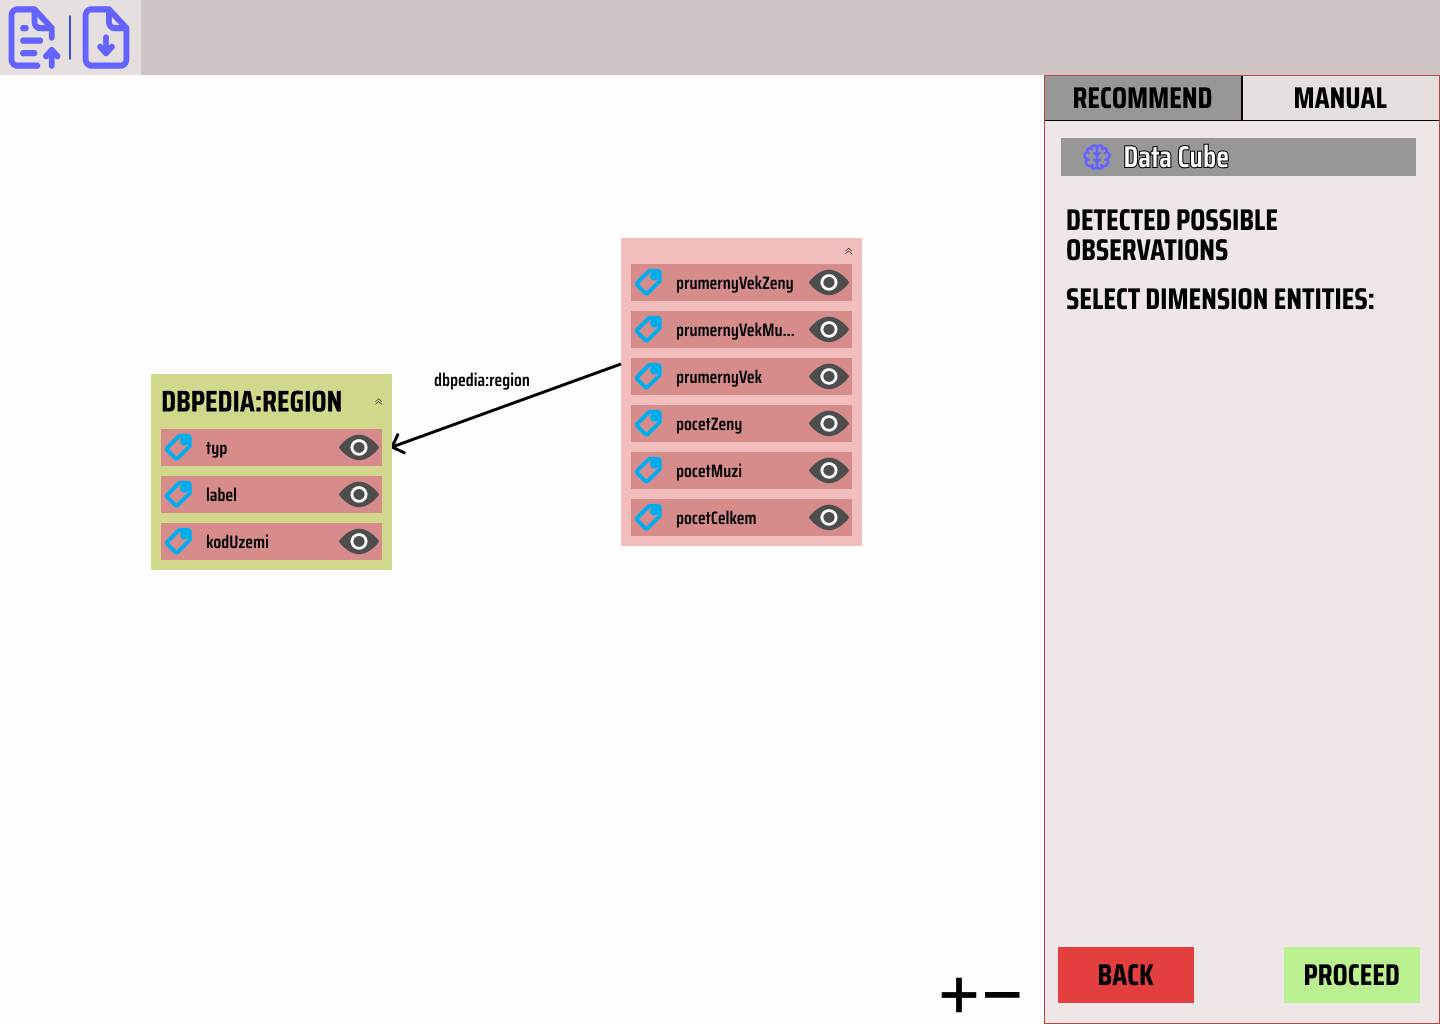 RECOMMEND
MANUAL
Data Cube
DETECTED POSSIBLE
OBSERVATIONS
SELECT DIMENSION ENTITIES:
prumernyVekZeny
prumernyVekMu...
prumernyVek
pocetZeny
pocetMuzi
pocetCelkem
dbpedia:region
DBPEDIA:REGION
typ
label
kodUzemi
BACK
PROCEED